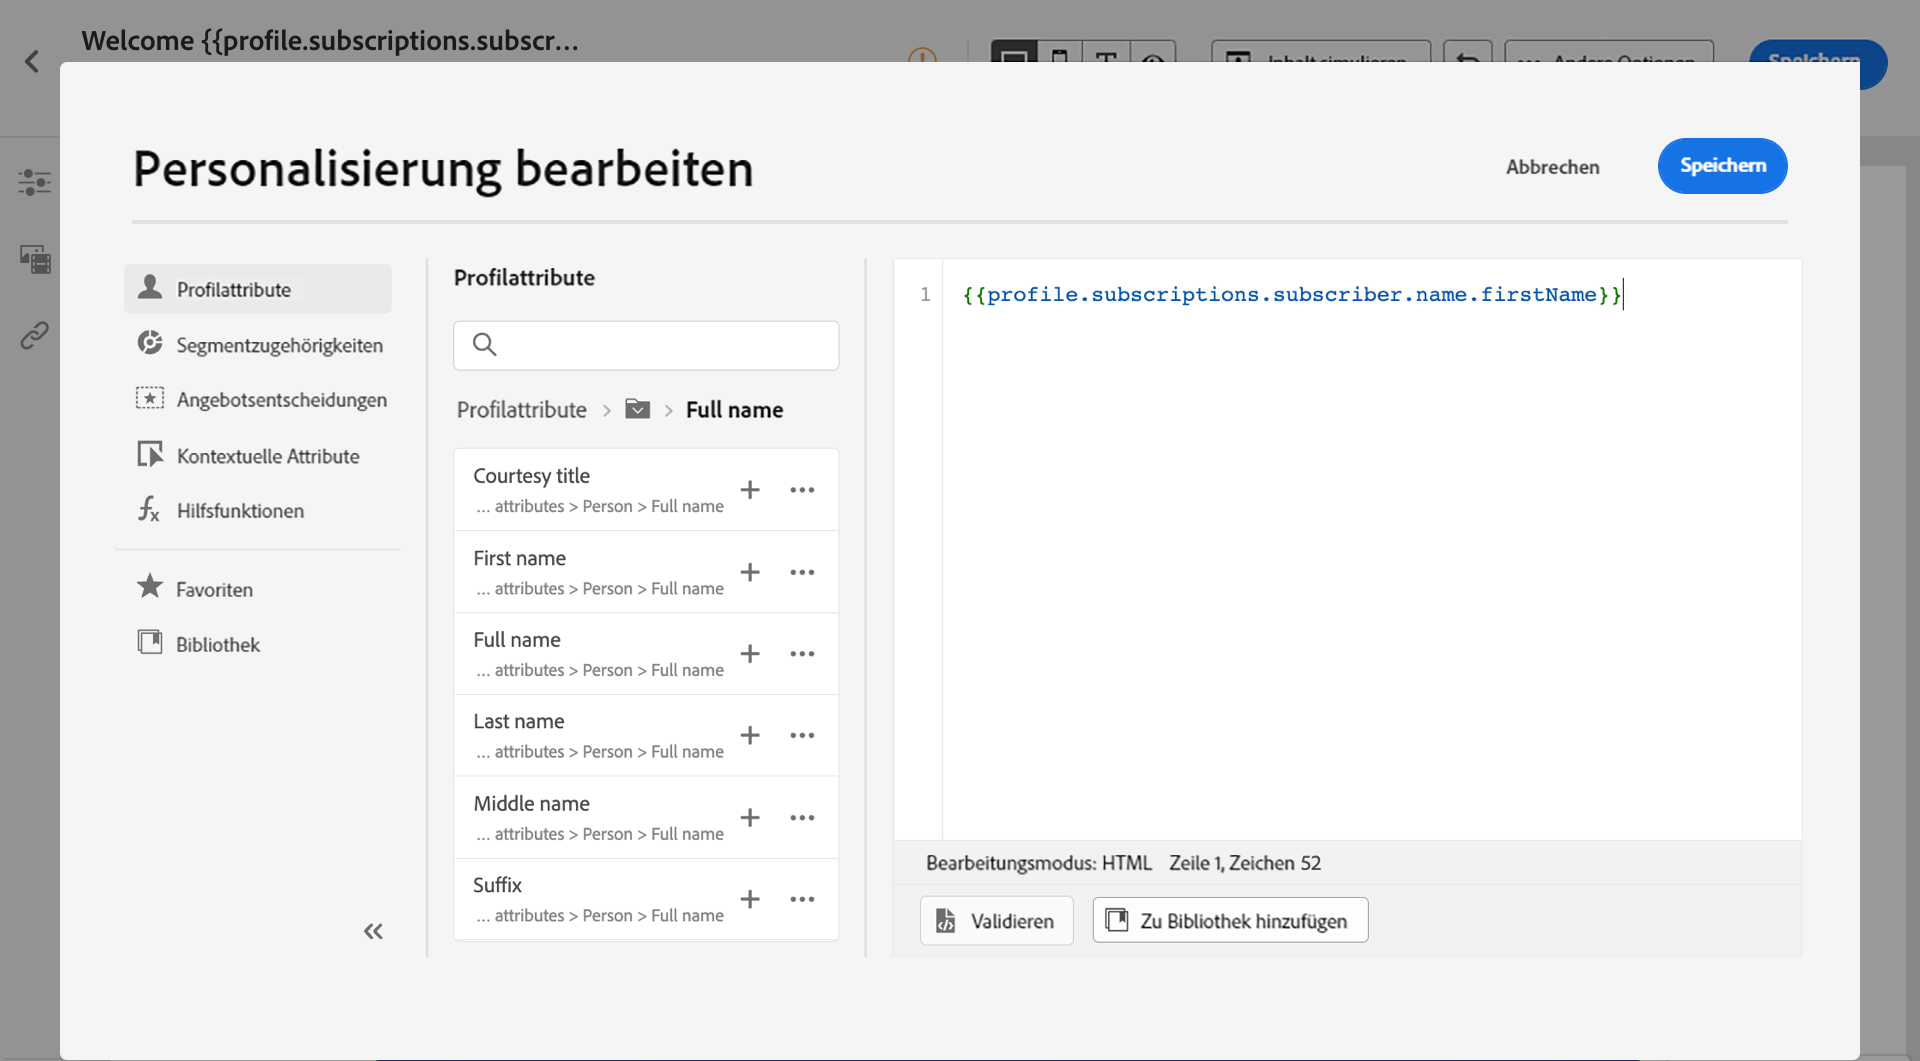 Welcome {{profile.subscriptions.subscr...
Inhalt simulieren
Andere Optionen
Speichern
Personalisierung bearbeiten
Abbrechen
Speichern
Profilattribute
Segmentzugehörigkeiten
Angebotsentscheidungen
Kontextuelle Attribute
Hilfsfunktionen
Favoriten
Bibliothek
Profilattribute
Profilattribute > > Full name
Courtesy title
... attributes > Person > Full name
First name
... attributes > Person > Full name
Full name
... attributes > Person > Full name
Last name
... attributes > Person > Full name
Middle name
... attributes > Person > Full name
Suffix
... attributes > Person > Full name
1 {{profile.subscriptions.subscriber.name.firstName}}
Bearbeitungsmodus: HTML Zeile 1, Zeichen 52
Validieren
Zu Bibliothek hinzufügen